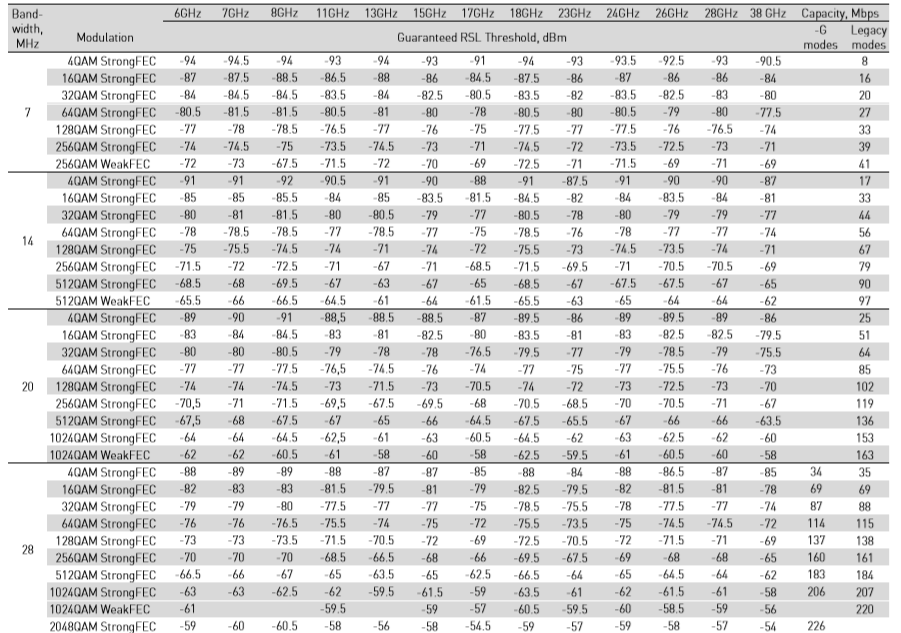 Band- 6GHz 7GHz 8GHz 11GHz 13GHz 15GHz 17GHz 18GHz 23GHz 24GHz 26GHz 28GHz 38 GHz Capacity, Mbps
width, MHz Modulation Guaranteed RSL Threshold, dBm -G modes Legacy modes
7
4QAM StrongFEC -94 -94.5 -94 -93 -94 -93 -91 -94 -93 -93.5 -92.5 -93 -90.5 8
16QAM StrongFEC -87 -87.5 -88.5 -86.5 -88 -86 -84.5 -87.5 -86 -87 -86 -86 -84 16
32QAM StrongFEC -84 -84.5 -84.5 -83.5 -84 -82.5 -80.5 -83.5 -82 -83.5 -82.5 -83 -80 20
64QAM StrongFEC -80.5 -81.5 -81.5 -80.5 -81 -80 -78 -80.5 -80 -80.5 -79 -80 -77.5 27
128QAM StrongFEC -77 -78 -78.5 -76.5 -77 -76 -75 -77.5 -77 -77.5 -76 -76.5 -74 33
256QAM StrongFEC -74 -74.5 -75 -73.5 -74.5 -73 -71 -74.5 -72 -73.5 -72.5 -73 -71 39
256QAM WeakFEC -72 -73 -67.5 -71.5 -72 -70 -69 -72.5 -71 -71.5 -69 -71 -69 41
14
4QAM StrongFEC -91 -91 -92 -90.5 -91 -90 -88 -91 -87.5 -91 -90 -90 -87 17
16QAM StrongFEC -85 -85 -85.5 -84 -85 -83.5 -81.5 -84.5 -82 -84 -83.5 -84 -81 33
32QAM StrongFEC -80 -81 -81.5 -80 -80.5 -79 -77 -80.5 -78 -80 -79 -79 -77 44
64QAM StrongFEC -78 -78.5 -78.5 -77 -78.5 -77 -75 -78.5 -76 -78 -77 -77 -74 56
128QAM StrongFEC -75 -75.5 -74.5 -74 -71 -74 -72 -75.5 -73 -74.5 -73.5 -74 -71 67
256QAM StrongFEC -71.5 -72 -72.5 -71 -67 -71 -68.5 -71.5 -69.5 -71 -70.5 -70.5 -69 79
512QAM StrongFEC -68.5 -68 -69.5 -67 -63 -67 -65 -68.5 -67 -67.5 -67.5 -67 -65 90
512QAM WeakFEC -65.5 -66 -66.5 -64.5 -61 -64 -61.5 -65.5 -63 -65 -64 -64 -62 97
20
4QAM StrongFEC -89 -90 -91 -88,5 -88.5 -88.5 -87 -89.5 -86 -89 -89.5 -89 -86 25
16QAM StrongFEC -83 -84 -84.5 -83 -81 -82.5 -80 -83.5 -81 -83 -82.5 -82.5 -79.5 51
32QAM StrongFEC -80 -80 -80.5 -79 -78 -78 -76.5 -79.5 -77 -79 -78.5 -79 -75.5 64
64QAM StrongFEC -77 -77 -77.5 -76,5 -74.5 -76 -74 -77 -75 -77 -75.5 -76 -73 85
128QAM StrongFEC -74 -74 -74.5 -73 -71.5 -73 -70.5 -74 -72 -73 -72.5 -73 -70 102
256QAM StrongFEC -70,5 -71 -71.5 -69,5 -67.5 -69.5 -68 -70.5 -68.5 -70 -70.5 -71 -67 119
512QAM StrongFEC -67,5 -68 -67.5 -67 -65 -66 -64.5 -67.5 -65.5 -67 -66 -66 -63.5 136
1024QAM StrongFEC -64 -64 -64.5 -62,5 -61 -63 -60.5 -64.5 -62 -63 -62.5 -62 -60 153
1024QAM WeakFEC -62 -62 -60.5 -61 -58 -60 -58 -62.5 -59.5 -61 -60.5 -60 -58 163
28
4QAM StrongFEC -88 -89 -89 -88 -87 -87 -85 -88 -84 -88 -86.5 -87 -85 34 35
16QAM StrongFEC -82 -83 -83 -81.5 -79.5 -81 -79 -82.5 -79.5 -82 -81.5 -81 -78 69 69
32QAM StrongFEC -79 -79 -80 -77.5 -77 -77 -75 -78.5 -75.5 -78 -77.5 -77 -74 87 88
64QAM StrongFEC -76 -76 -76.5 -75.5 -74 -75 -72 -75.5 -73.5 -75 -74.5 -74.5 -72 114 115
128QAM StrongFEC -73 -73 -73.5 -71.5 -70.5 -72 -69 -72.5 -70.5 -72 -71.5 -71 -69 137 138
256QAM StrongFEC -70 -70 -70 -68.5 -66.5 -68 -66 -69.5 -67.5 -69 -68 -68 -65 160 161
512QAM StrongFEC -66.5 -66 -67 -65 -63.5 -65 -62.5 -66.5 -64 -65 -64.5 -64 -62 183 184
1024QAM StrongFEC -63 -63 -62.5 -62 -59.5 -61.5 -59 -63.5 -61 -62 -61.5 -61 -58 206 207
1024QAM WeakFEC -61 -59.5 -59 -57 -60.5 -59.5 -60 -58.5 -59 -56 220
2048QAM StrongFEC -59 -60 -60.5 -58 -56 -58 -54.5 -59 -57 -59 -58 -57 -54 226